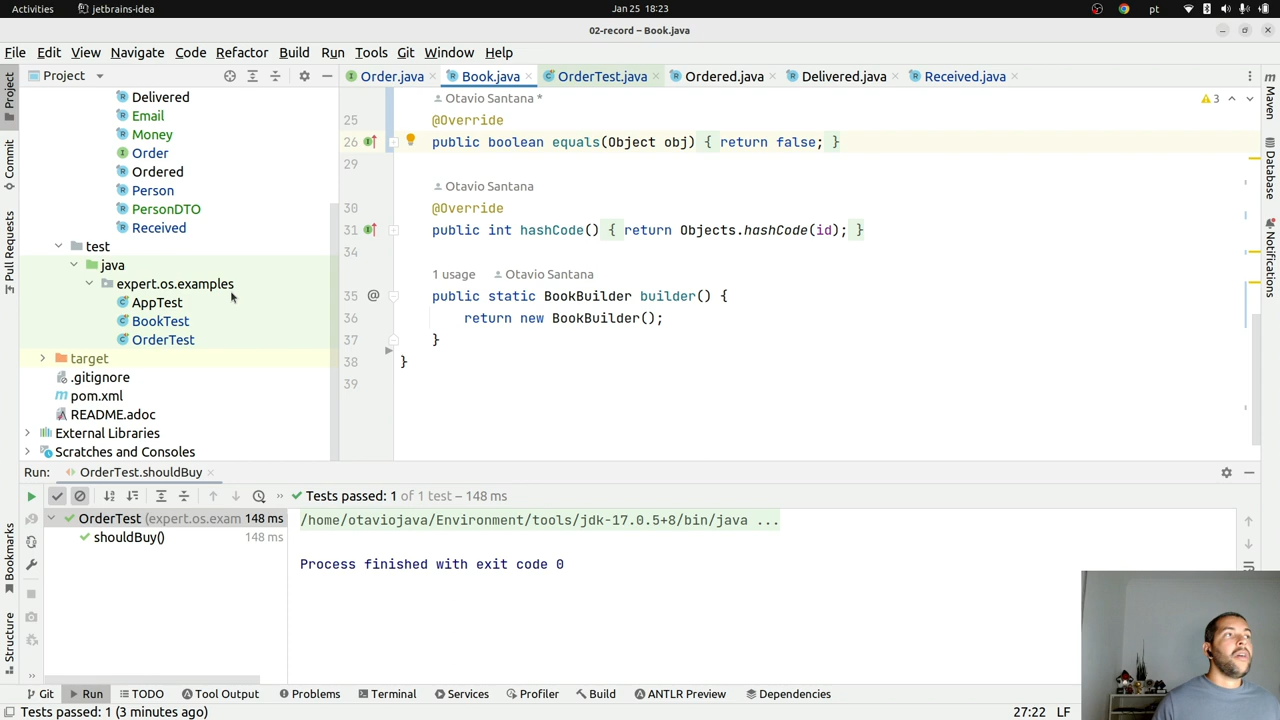 Activities
jetbrains-idea
Jan 25 18:23
pt
02-record – Book.java
File Edit View Navigate Code Refactor Build Run Tools Git Window Help
Project
Order.java
Book.java
OrderTest.java
Ordered.java
Delivered.java
Received.java
Project
Commit
Pull Requests
Bookmarks
Structure
Delivered
Email
Money
Order
Ordered
Person
PersonDTO
Received
test
java
expert.os.examples
AppTest
BookTest
OrderTest
target
.gitignore
pom.xml
README.adoc
External Libraries
Scratches and Consoles
Otavio Santana *
25 @Override
26 public boolean equals(Object obj) { return false; }
29
Otavio Santana
30 @Override
31 public int hashCode() { return Objects.hashCode(id); }
34
1 usage Otavio Santana
35 @ public static BookBuilder builder() {
36 return new BookBuilder();
37 }
38 }
39
3
Maven
Database
Notifications
Run: OrderTest.shouldBuy
Tests passed: 1 of 1 test – 148 ms
OrderTest (expert.os.exam 148 ms
shouldBuy() 148 ms
/home/otaviojava/Environment/tools/jdk-17.0.5+8/bin/java ...
Process finished with exit code 0
Git Run TODO Tool Output Problems Terminal Services Profiler Build ANTLR Preview Dependencies
Tests passed: 1 (3 minutes ago)
27:22 LF